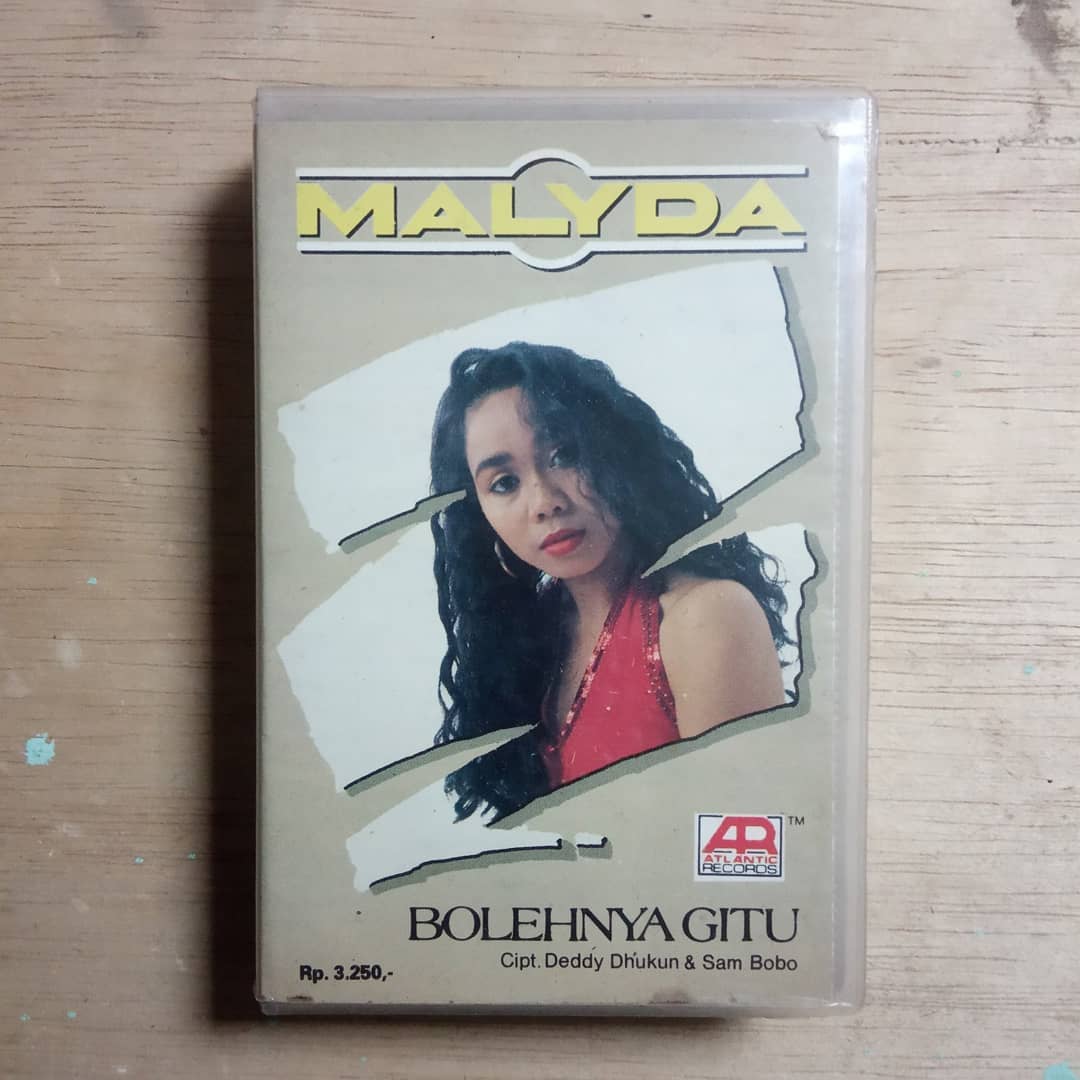 MALYDA
AR
ATLANTIC
RECORDS
TM
BOLEHNYA GITU
Cipt. Deddy Dhukun & Sam Bobo
Rp. 3.250,-